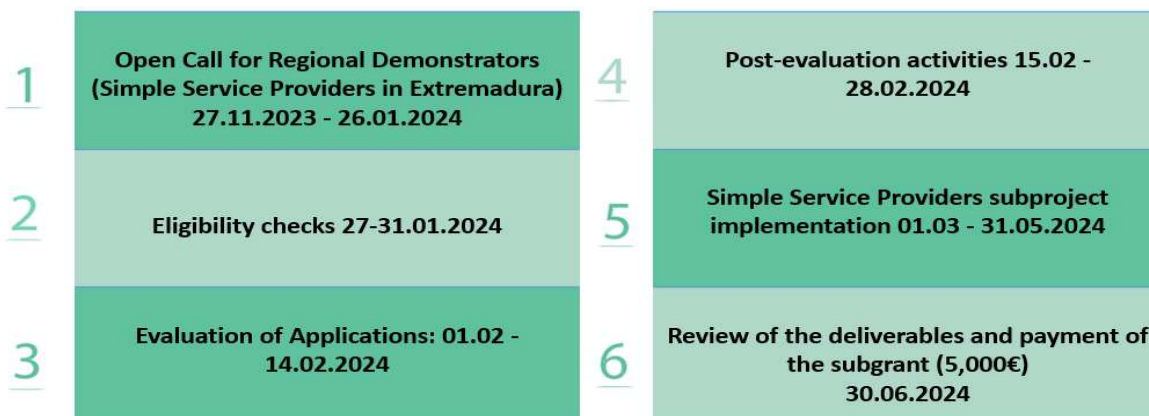 1
Open Call for Regional Demonstrators
(Simple Service Providers in Extremadura)
27.11.2023 - 26.01.2024
2
Eligibility checks 27-31.01.2024
3
Evaluation of Applications: 01.02 -
14.02.2024
4
Post-evaluation activities 15.02 -
28.02.2024
5
Simple Service Providers subproject
implementation 01.03 - 31.05.2024
6
Review of the deliverables and payment of
the subgrant (5,000€)
30.06.2024